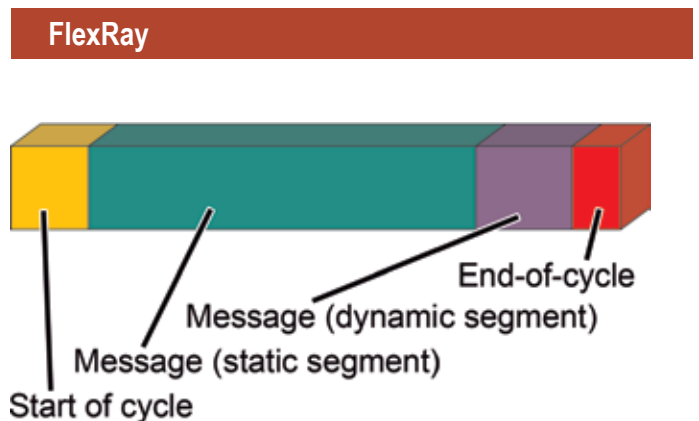 FlexRay
End-of-cycle
Message (dynamic segment)
Message (static segment)
Start of cycle